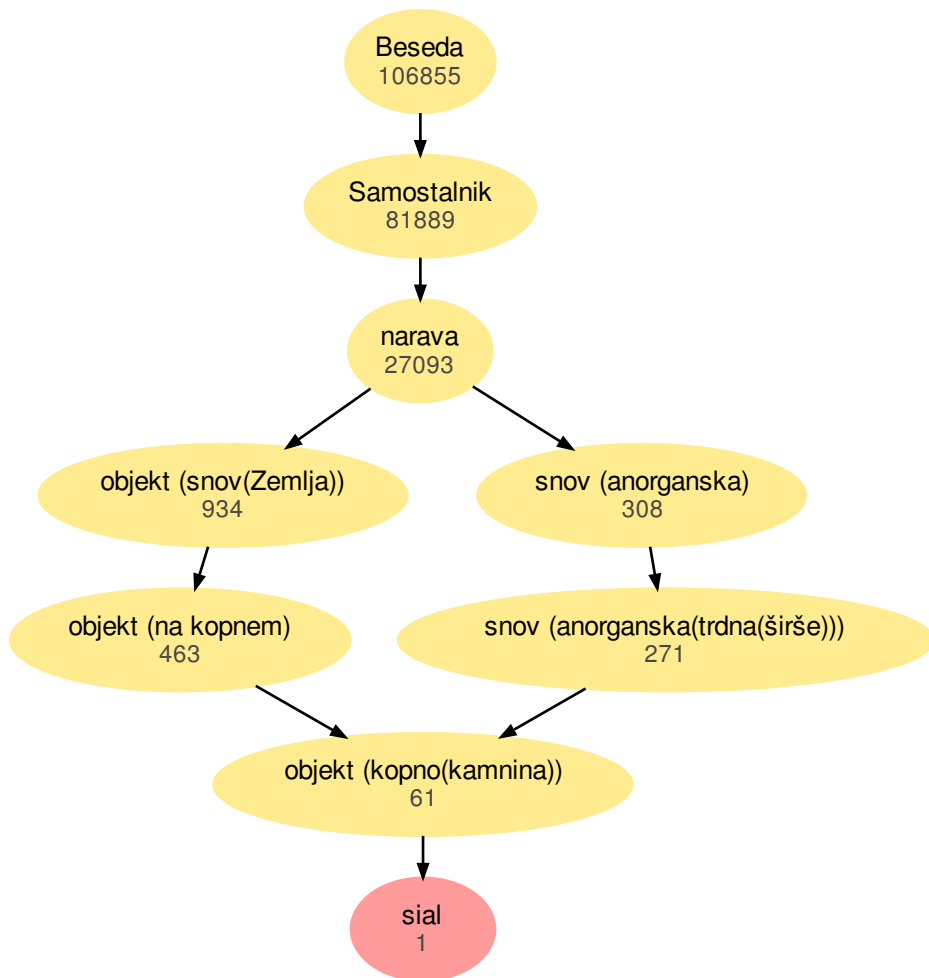 Beseda
106855
Samostalnik
81889
narava
27093
objekt (snov(Zemlja))
934
snov (anorganska)
308
objekt (na kopnem)
463
snov (anorganska(trdna(širše)))
271
objekt (kopno(kamnina))
61
sial
1